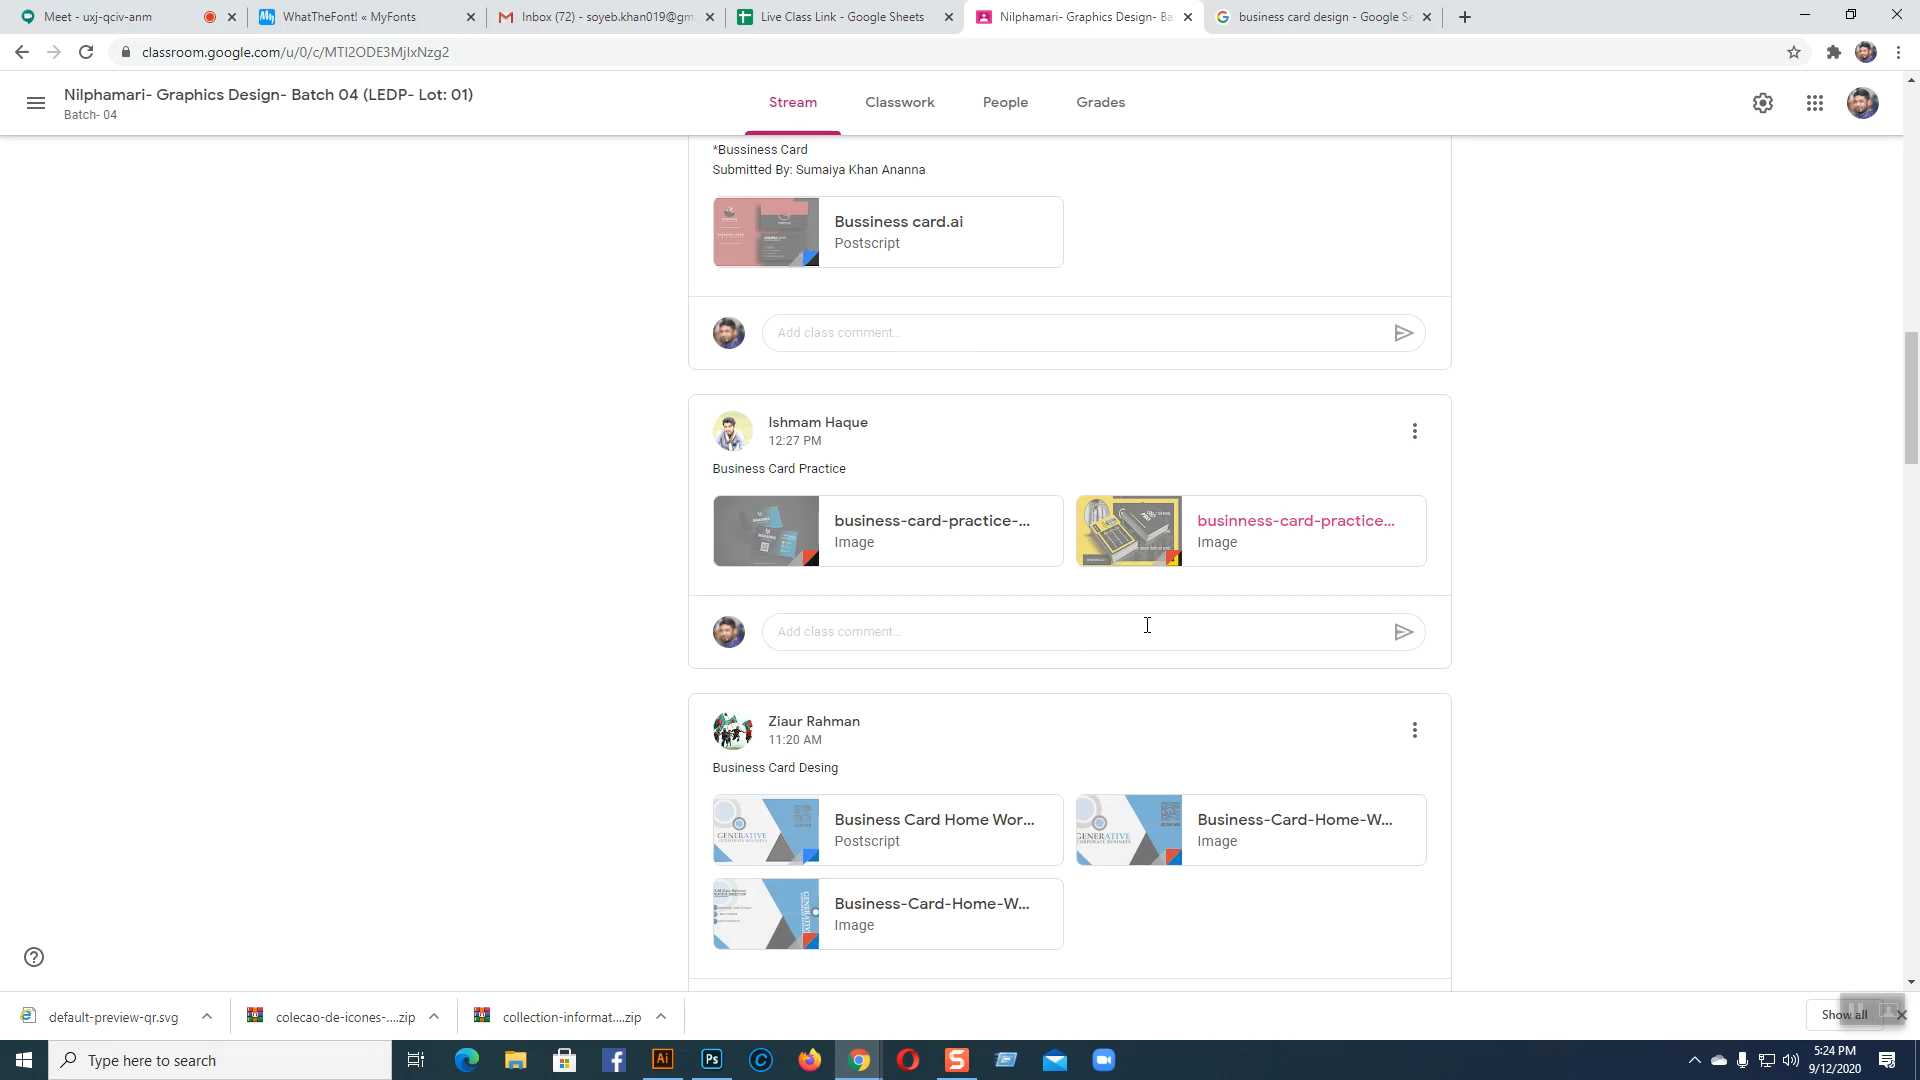 Meet - uxj-qciv-anm
WhatTheFont! « MyFonts
Inbox (72) - soyeb.khan019@gm
Live Class Link - Google Sheets
Nilphamari- Graphics Design- Ba
business card design - Google Se
classroom.google.com/u/0/c/MTI2ODE3MjIxNzg2
Nilphamari- Graphics Design- Batch 04 (LEDP- Lot: 01)
Batch- 04
Stream
Classwork
People
Grades
*Bussiness Card
Submitted By: Sumaiya Khan Ananna
Bussiness card.ai
Postscript
Add class comment...
Ishmam Haque
12:27 PM
Business Card Practice
business-card-practice-...
Image
businness-card-practice...
Image
Add class comment...
Ziaur Rahman
11:20 AM
Business Card Desing
Business Card Home Wor...
Postscript
Business-Card-Home-W...
Image
GENERATIVE
GENERATIVE
Business-Card-Home-W...
Image
default-preview-qr.svg
colecao-de-icones-....zip
collection-informat....zip
Show all
Type here to search
Ai
Ps
5:24 PM
9/12/2020